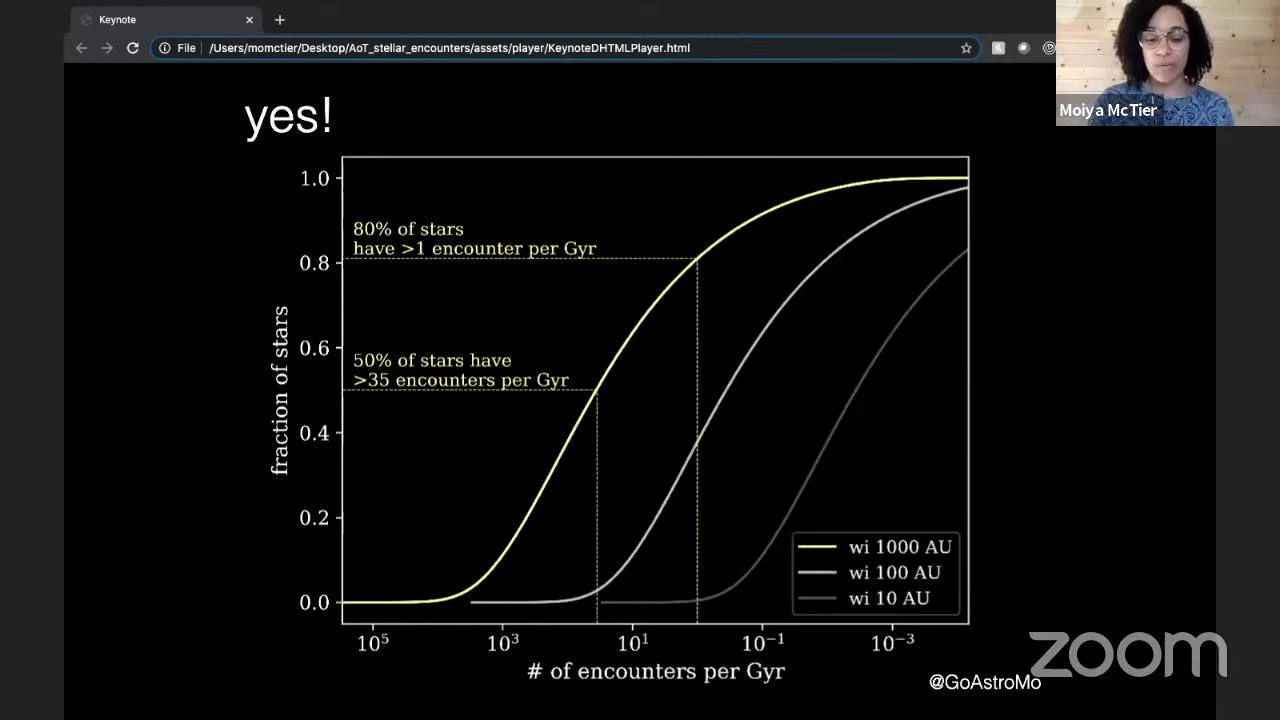 Keynote
File
/Users/momctier/Desktop/AoT_stellar_encounters/assets/player/KeynoteDHTMLPlayer.html
Moiya McTier
yes!
1.0
80% of stars
have >1 encounter per Gyr
0.8
50% of stars have
>35 encounters per Gyr
0.6
0.4
0.2
0.0
fraction of stars
wi 1000 AU
wi 100 AU
wi 10 AU
10⁵
10³
10¹
10⁻¹
10⁻³
# of encounters per Gyr
@GoAstroMo
zoom